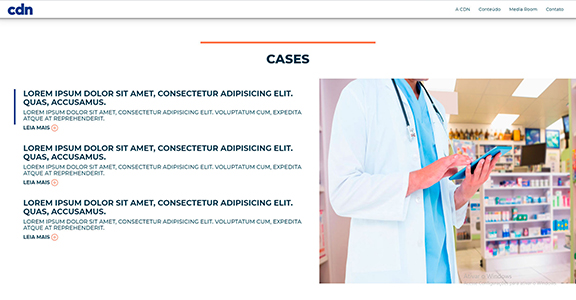 cdn
A CDN Conteúdo Media Room Contato
CASES
LOREM IPSUM DOLOR SIT AMET, CONSECTETUR ADIPISICING ELIT.
QUAS, ACCUSAMUS.
LOREM IPSUM DOLOR SIT AMET, CONSECTETUR ADIPISICING ELIT. VOLUPTATUM CUM, EXPEDITA
ATQUE AT REPREHENDERIT.
LEIA MAIS
LOREM IPSUM DOLOR SIT AMET, CONSECTETUR ADIPISICING ELIT.
QUAS, ACCUSAMUS.
LOREM IPSUM DOLOR SIT AMET, CONSECTETUR ADIPISICING ELIT. VOLUPTATUM CUM, EXPEDITA
ATQUE AT REPREHENDERIT.
LEIA MAIS
LOREM IPSUM DOLOR SIT AMET, CONSECTETUR ADIPISICING ELIT.
QUAS, ACCUSAMUS.
LOREM IPSUM DOLOR SIT AMET, CONSECTETUR ADIPISICING ELIT. VOLUPTATUM CUM, EXPEDITA
ATQUE AT REPREHENDERIT.
LEIA MAIS
Windows